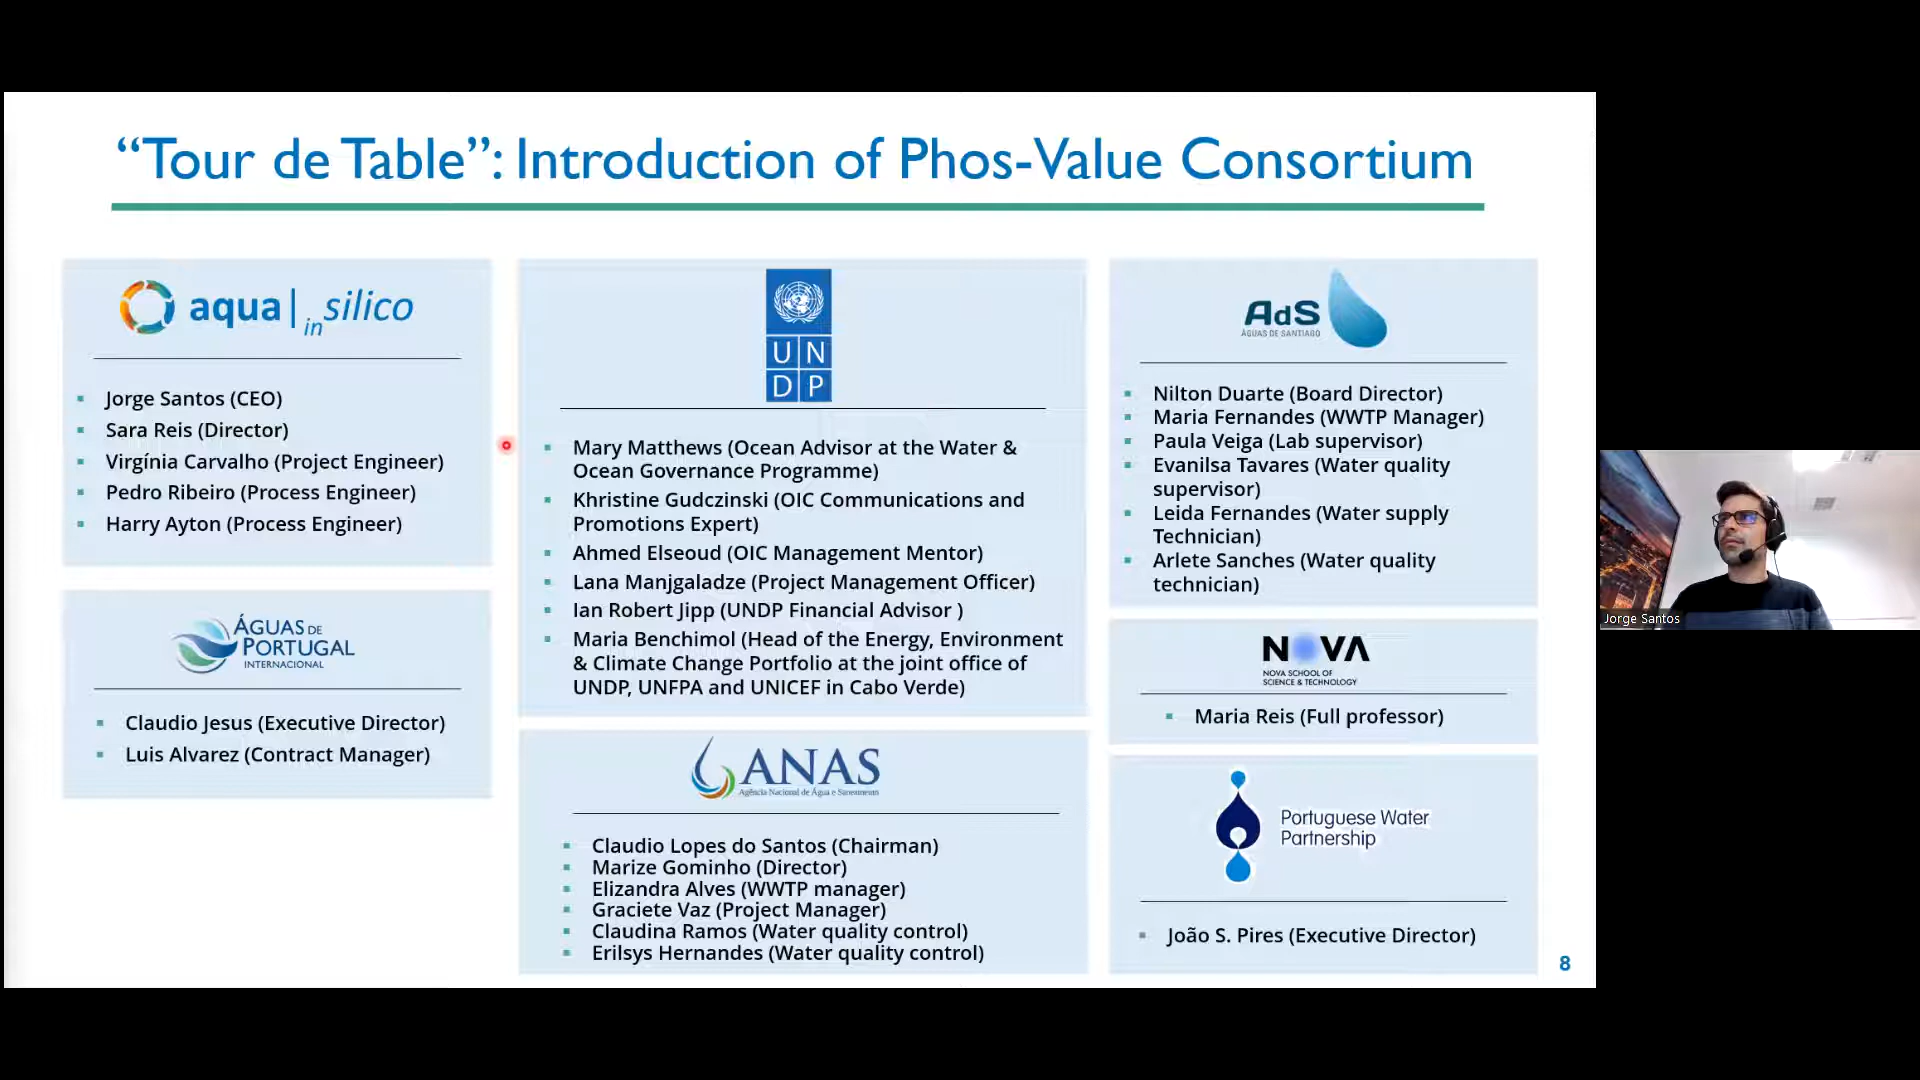 “Tour de Table”: Introduction of Phos-Value Consortium
aqua | in silico
Jorge Santos (CEO)
Sara Reis (Director)
Virgínia Carvalho (Project Engineer)
Pedro Ribeiro (Process Engineer)
Harry Ayton (Process Engineer)
ÁGUAS DE
PORTUGAL
INTERNACIONAL
Claudio Jesus (Executive Director)
Luis Alvarez (Contract Manager)
U N
D P
Mary Matthews (Ocean Advisor at the Water &
Ocean Governance Programme)
Khristine Gudczinski (OIC Communications and
Promotions Expert)
Ahmed Elseoud (OIC Management Mentor)
Lana Manjgaladze (Project Management Officer)
Ian Robert Jipp (UNDP Financial Advisor )
Maria Benchimol (Head of the Energy, Environment
& Climate Change Portfolio at the joint office of
UNDP, UNFPA and UNICEF in Cabo Verde)
ANAS
Agência Nacional de Água e Saneamento
Claudio Lopes do Santos (Chairman)
Marize Gominho (Director)
Elizandra Alves (WWTP manager)
Graciete Vaz (Project Manager)
Claudina Ramos (Water quality control)
Erilsys Hernandes (Water quality control)
AdS
ÁGUAS DE SANTIAGO
Nilton Duarte (Board Director)
Maria Fernandes (WWTP Manager)
Paula Veiga (Lab supervisor)
Evanilsa Tavares (Water quality
supervisor)
Leida Fernandes (Water supply
Technician)
Arlete Sanches (Water quality
technician)
NOVA
NOVA SCHOOL OF
SCIENCE & TECHNOLOGY
Maria Reis (Full professor)
Portuguese Water
Partnership
João S. Pires (Executive Director)
8
Jorge Santos